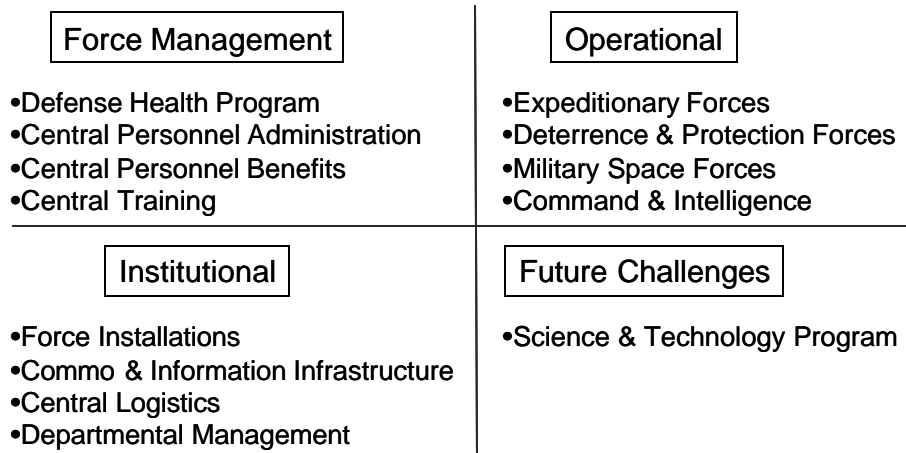 Force Management
•Defense Health Program
•Central Personnel Administration
•Central Personnel Benefits
•Central Training
Operational
•Expeditionary Forces
•Deterrence & Protection Forces
•Military Space Forces
•Command & Intelligence
Institutional
•Force Installations
•Commo & Information Infrastructure
•Central Logistics
•Departmental Management
Future Challenges
•Science & Technology Program